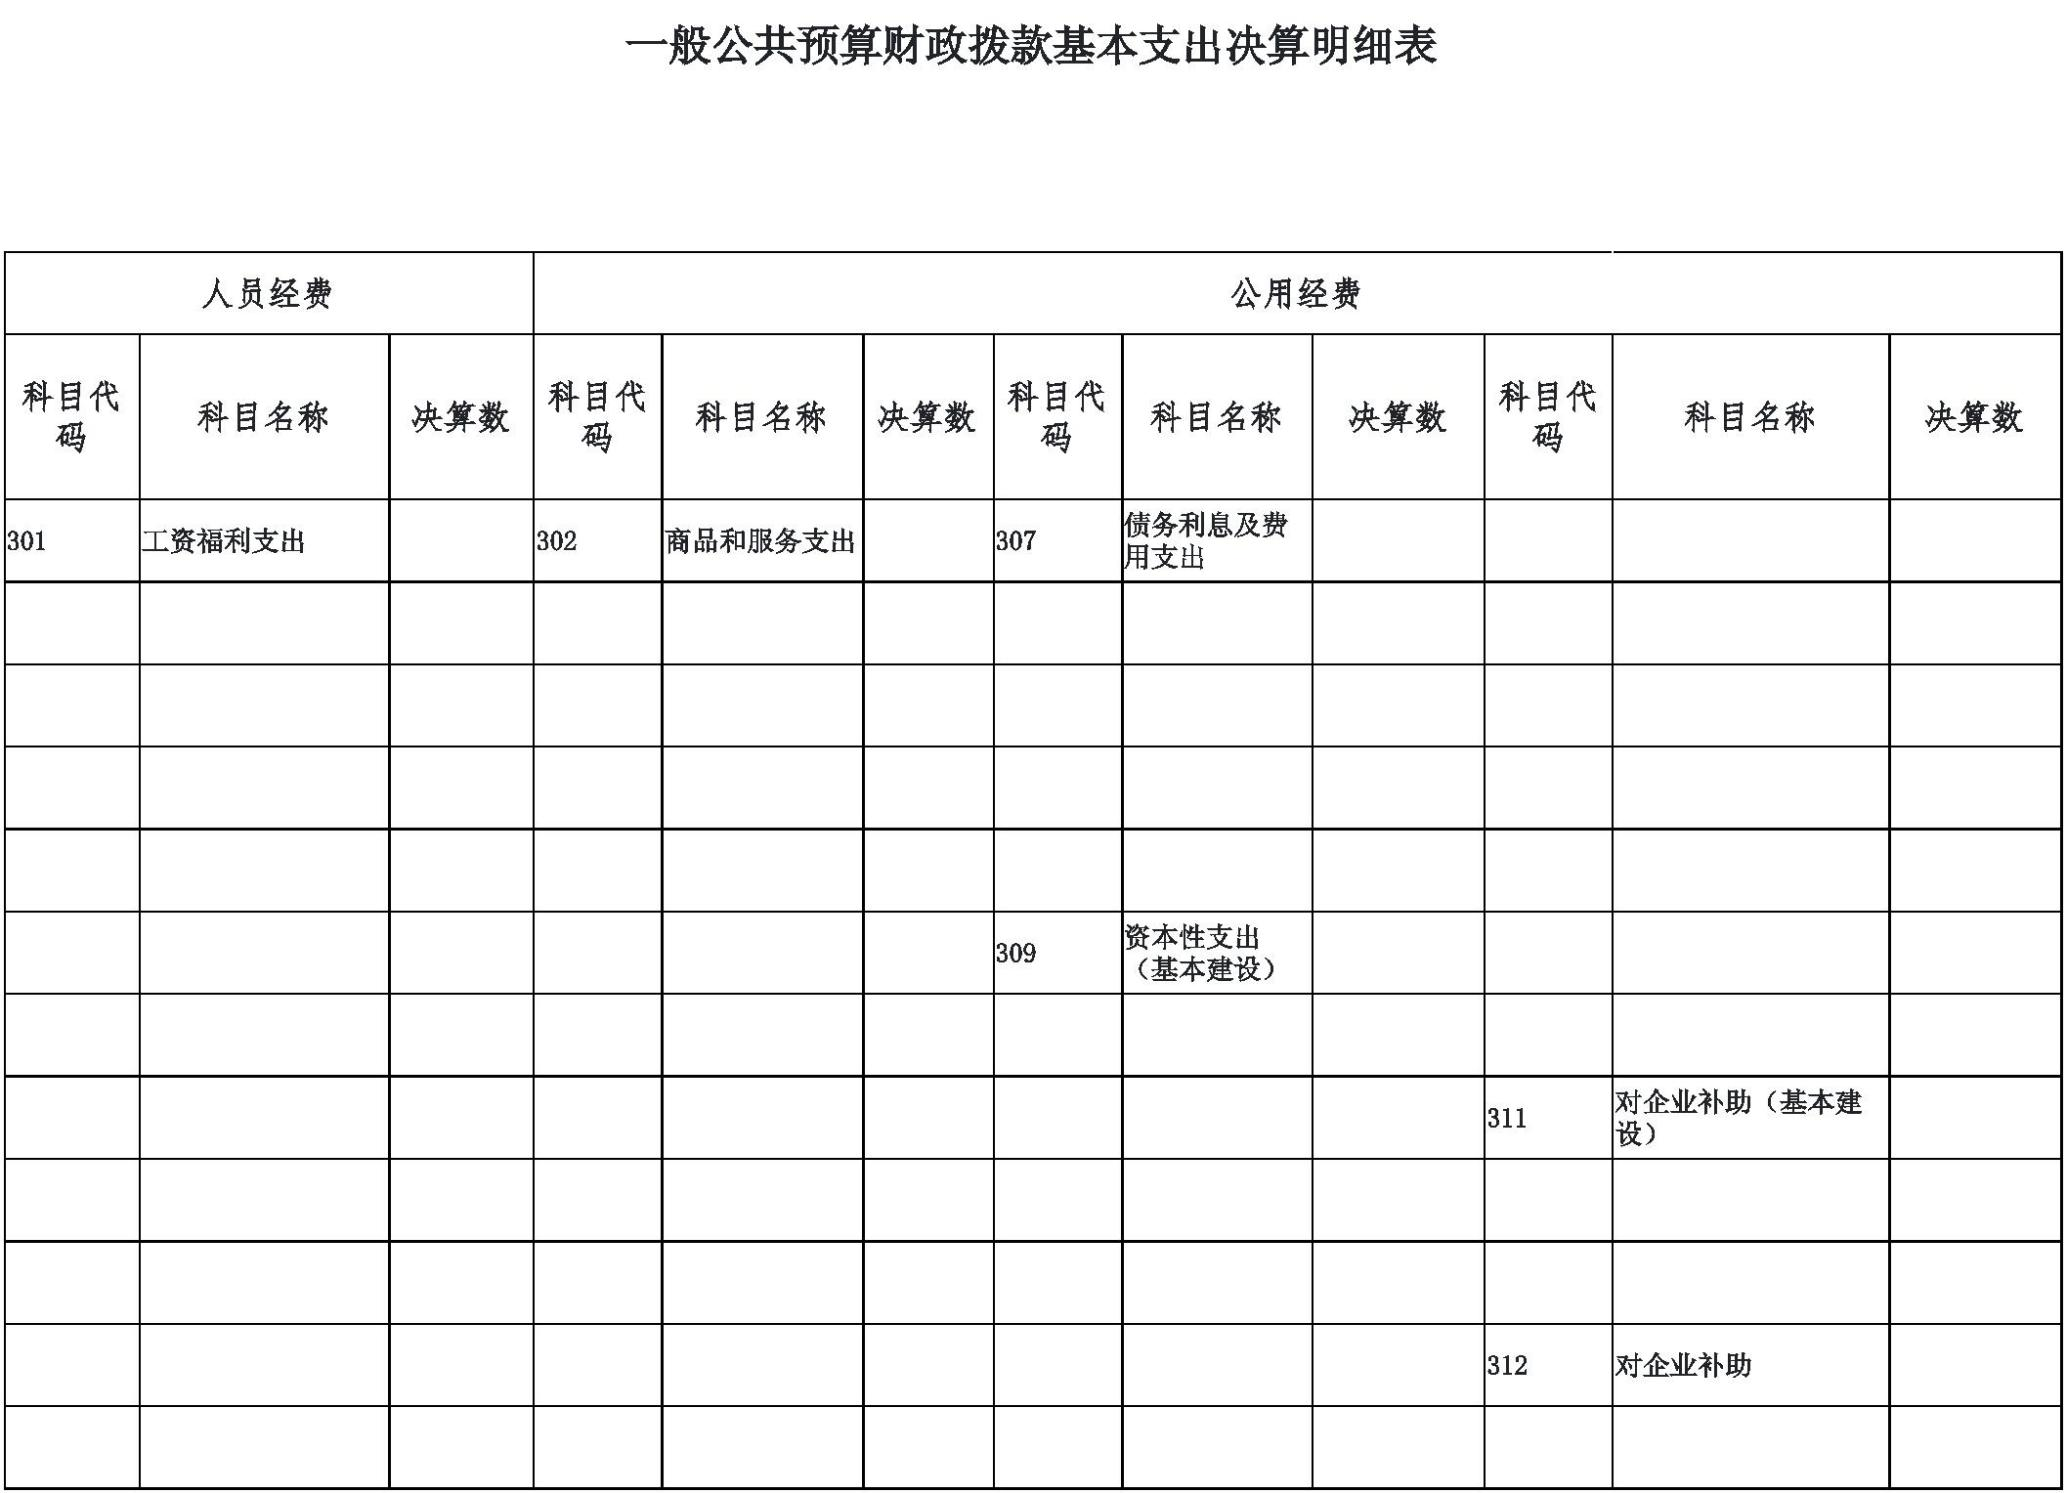 一般公共预算财政拨款基本支出决算明细表
人员经费
公用经费
科目代
码
科目名称
决算数
科目代
码
科目名称
决算数
科目代
码
科目名称
决算数
科目代
码
科目名称
决算数
301
工资福利支出
302
商品和服务支出
307
债务利息及费
用支出
309
资本性支出
（基本建设）
311
对企业补助（基本建
设）
312
对企业补助